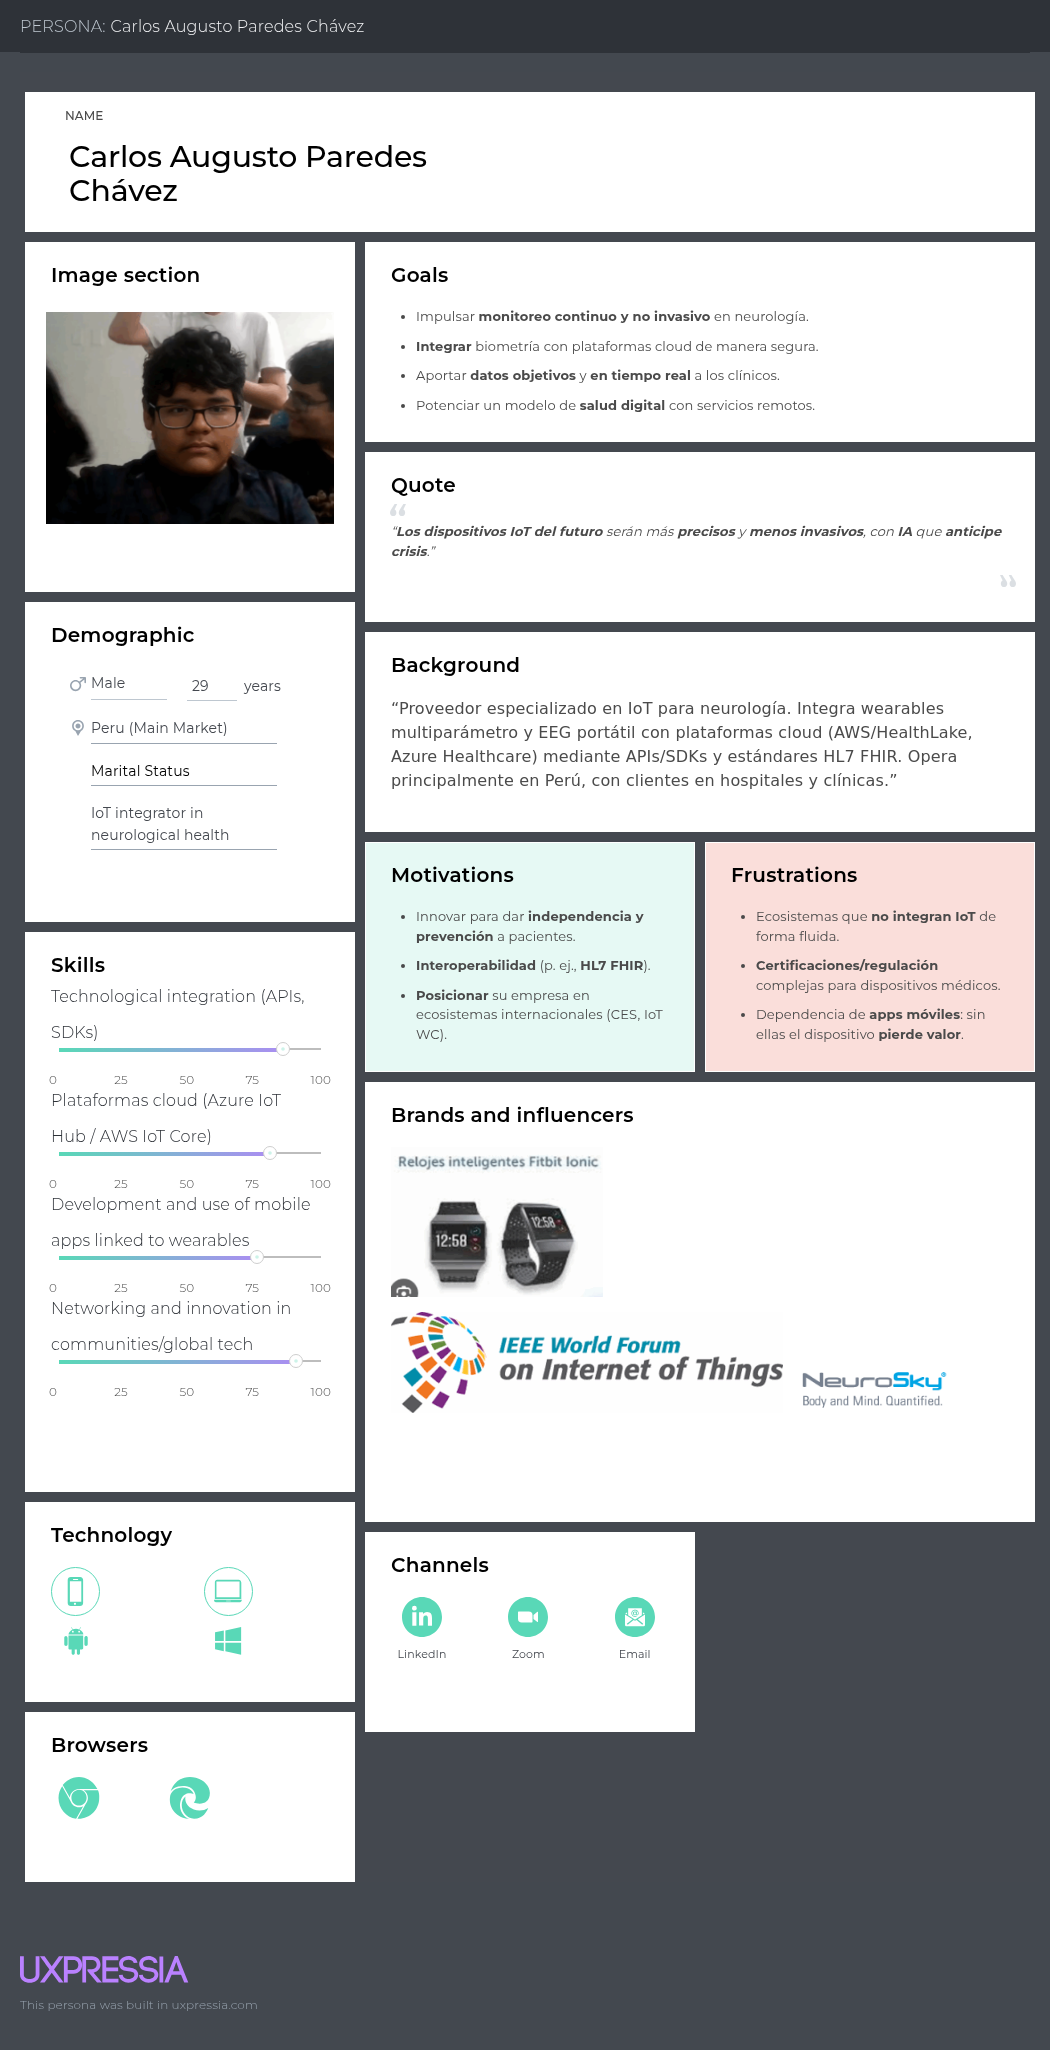 PERSONA: Carlos Augusto Paredes Chávez
NAME
Carlos Augusto Paredes
Chávez
Image section
Demographic
Male
29 years
Peru (Main Market)
Marital Status
IoT integrator in
neurological health
Skills
Technological integration (APIs,
SDKs)
0 25 50 75 100
Plataformas cloud (Azure IoT
Hub / AWS IoT Core)
0 25 50 75 100
Development and use of mobile
apps linked to wearables
0 25 50 75 100
Networking and innovation in
communities/global tech
0 25 50 75 100
Technology
Browsers
Goals
• Impulsar monitoreo continuo y no invasivo en neurología.
• Integrar biometría con plataformas cloud de manera segura.
• Aportar datos objetivos y en tiempo real a los clínicos.
• Potenciar un modelo de salud digital con servicios remotos.
Quote
“Los dispositivos IoT del futuro serán más precisos y menos invasivos, con IA que anticipe
crisis.”
Background
“Proveedor especializado en IoT para neurología. Integra wearables
multiparámetro y EEG portátil con plataformas cloud (AWS/HealthLake,
Azure Healthcare) mediante APIs/SDKs y estándares HL7 FHIR. Opera
principalmente en Perú, con clientes en hospitales y clínicas.”
Motivations
• Innovar para dar independencia y
prevención a pacientes.
• Interoperabilidad (p. ej., HL7 FHIR).
• Posicionar su empresa en
ecosistemas internacionales (CES, IoT
WC).
Frustrations
• Ecosistemas que no integran IoT de
forma fluida.
• Certificaciones/regulación
complejas para dispositivos médicos.
• Dependencia de apps móviles: sin
ellas el dispositivo pierde valor.
Brands and influencers
Relojes inteligentes Fitbit Ionic
12:58
12:58
IEEE World Forum
on Internet of Things
NeuroSky®
Body and Mind. Quantified.
Channels
in
LinkedIn
Zoom
@
Email
UXPRESSIA
This persona was built in uxpressia.com